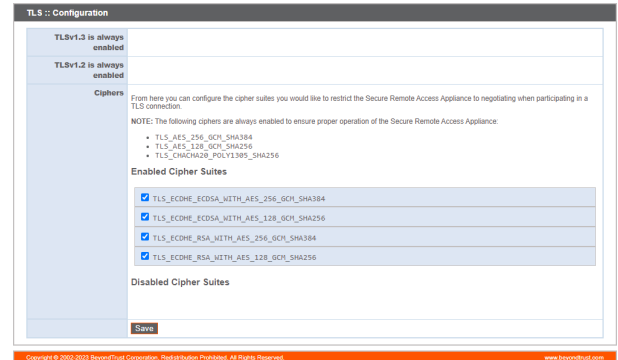 TLS :: Configuration
TLSv1.3 is always
enabled
TLSv1.2 is always
enabled
Ciphers
From here you can configure the cipher suites you would like to restrict the Secure Remote Access Appliance to negotiating when participating in a
TLS connection.
NOTE: The following ciphers are always enabled to ensure proper operation of the Secure Remote Access Appliance:
• TLS_AES_256_GCM_SHA384
• TLS_AES_128_GCM_SHA256
• TLS_CHACHA20_POLY1305_SHA256
Enabled Cipher Suites
TLS_ECDHE_ECDSA_WITH_AES_256_GCM_SHA384
TLS_ECDHE_ECDSA_WITH_AES_128_GCM_SHA256
TLS_ECDHE_RSA_WITH_AES_256_GCM_SHA384
TLS_ECDHE_RSA_WITH_AES_128_GCM_SHA256
Disabled Cipher Suites
Save
Copyright © 2002-2023 BeyondTrust Corporation. Redistribution Prohibited. All Rights Reserved. www.beyondtrust.com